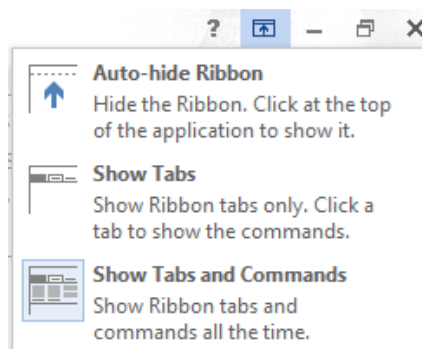 ?
Auto-hide Ribbon
Hide the Ribbon. Click at the top
of the application to show it.
Show Tabs
Show Ribbon tabs only. Click a
tab to show the commands.
Show Tabs and Commands
Show Ribbon tabs and
commands all the time.